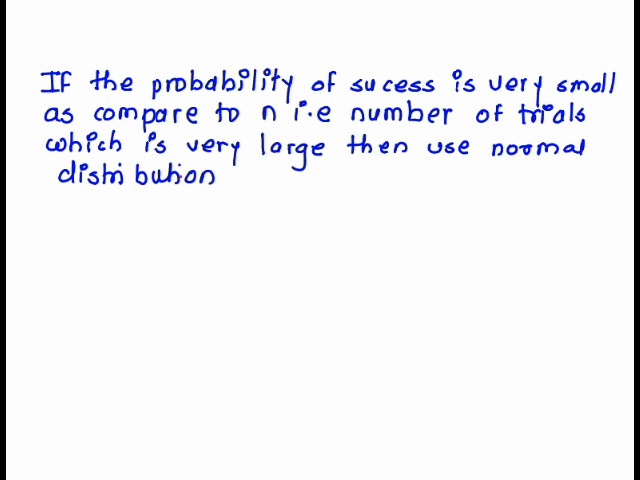 If the probability of sucess is very small
as compare to n i.e number of trials
which is very large then use normal
distribution